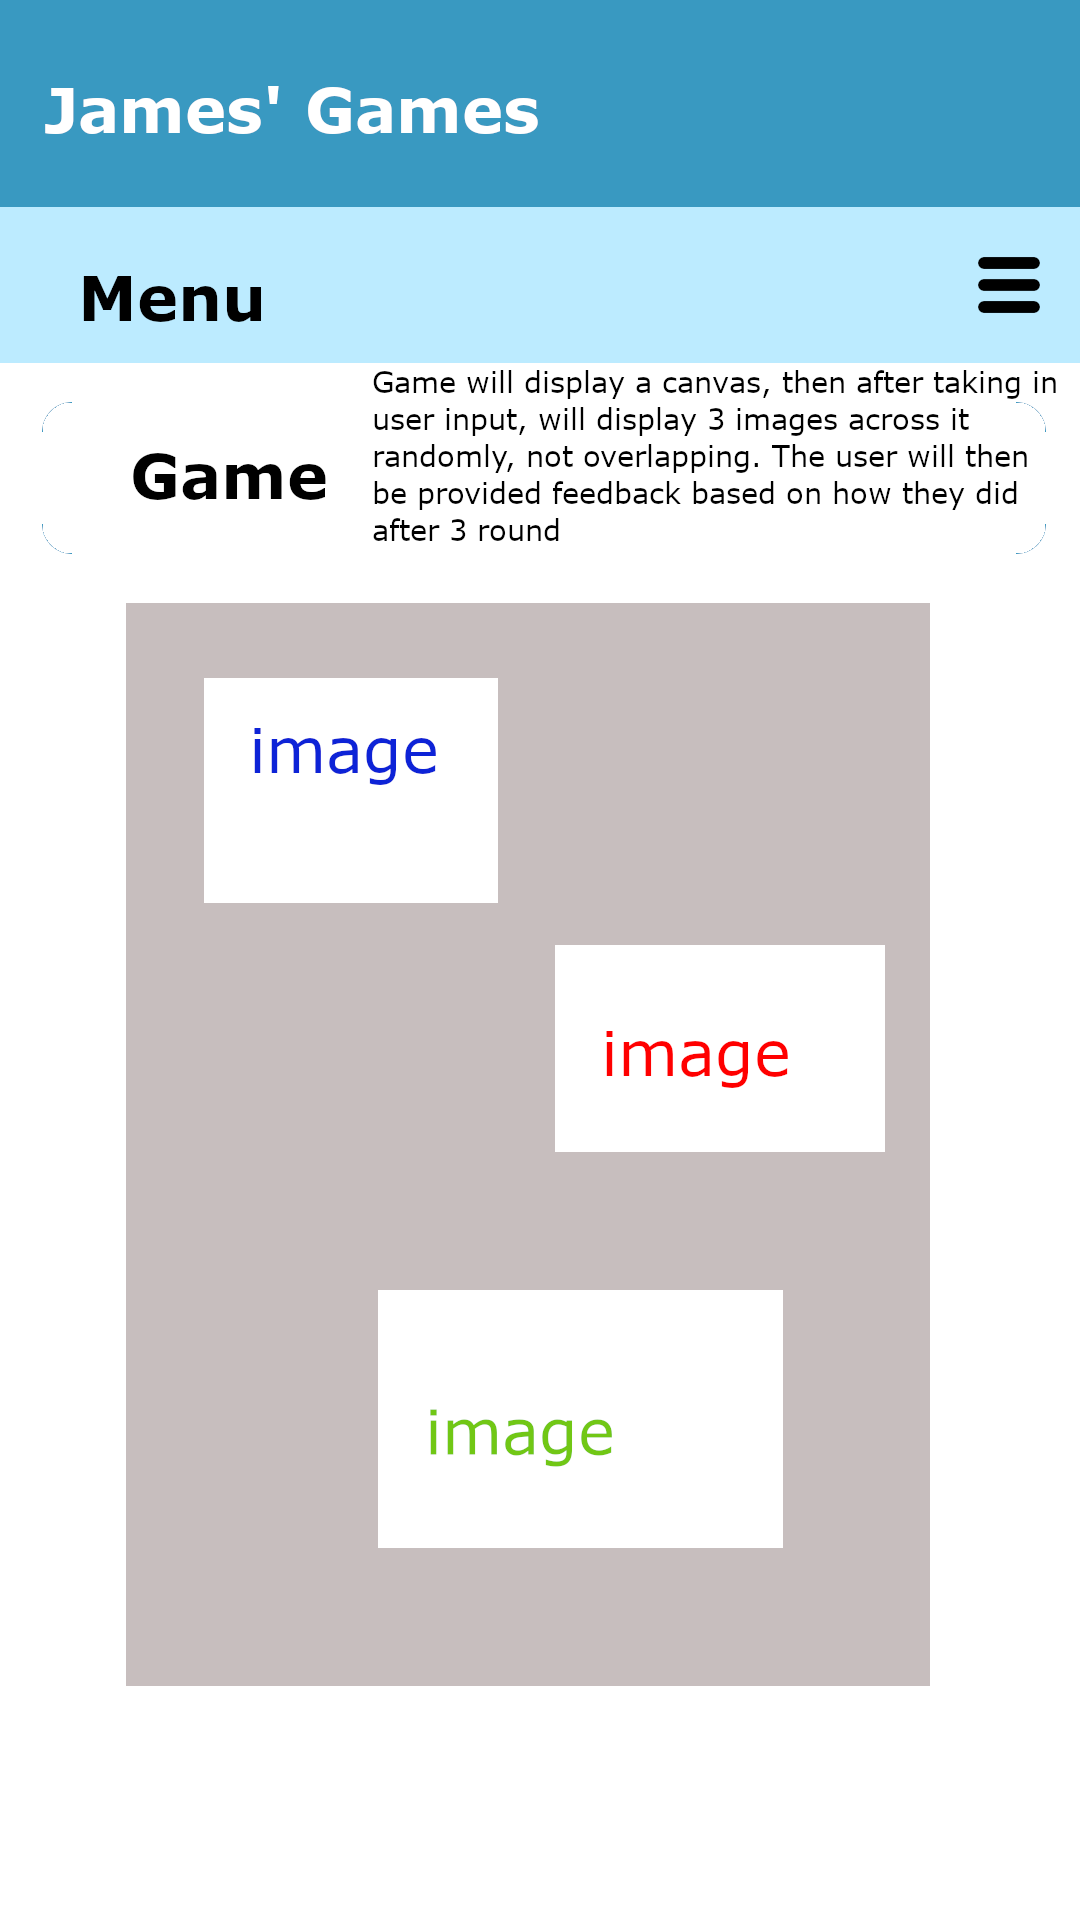 James' Games
Menu
Game will display a canvas, then after taking in
user input, will display 3 images across it
randomly, not overlapping. The user will then
be provided feedback based on how they did
after 3 round
Game
image
image
image